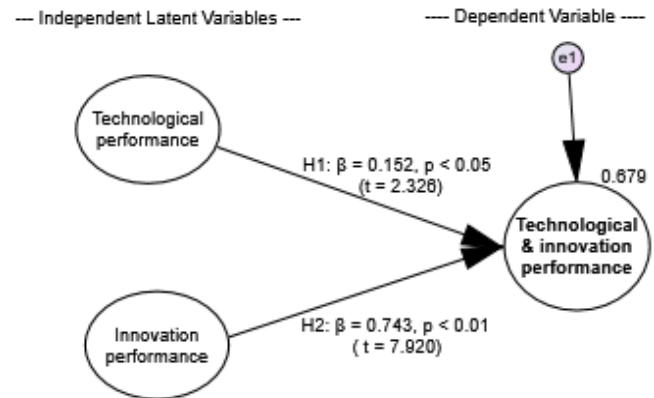 --- Independent Latent Variables ---
---- Dependent Variable ----
e1
Technological
performance
H1: β = 0.152, p < 0.05
(t = 2.326)
0.679
Technological
& innovation
performance
Innovation
performance
H2: β = 0.743, p < 0.01
( t = 7.920)